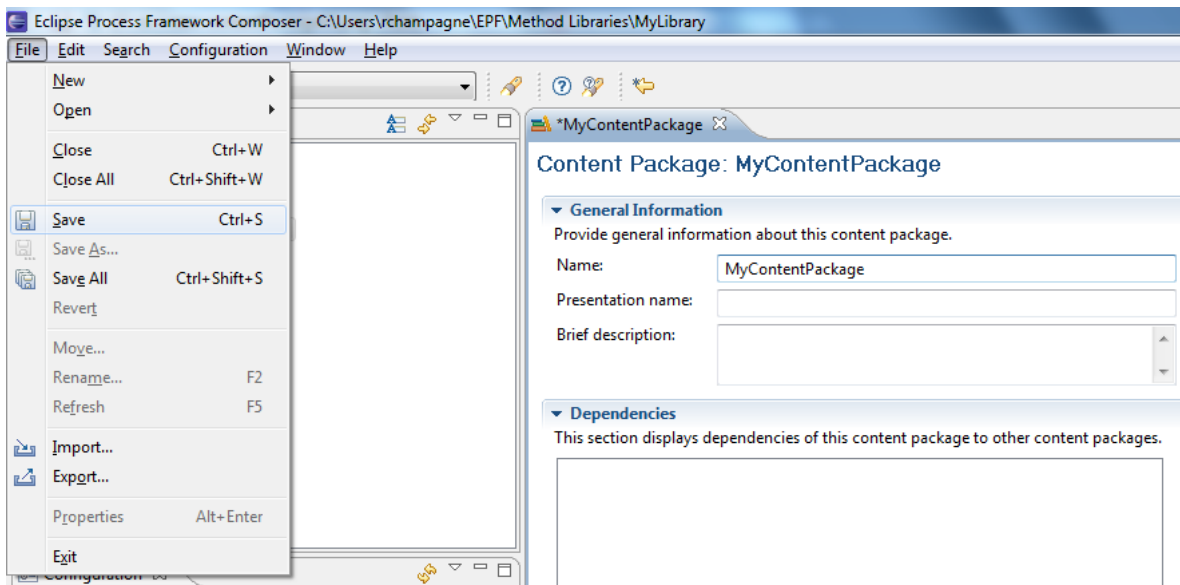 Eclipse Process Framework Composer - C:\Users\rchampagne\EPF\Method Libraries\MyLibrary
File Edit Search Configuration Window Help
New
Open
Close Ctrl+W
Close All Ctrl+Shift+W
Save Ctrl+S
Save As...
Save All Ctrl+Shift+S
Revert
Move...
Rename... F2
Refresh F5
Import...
Export...
Properties Alt+Enter
Exit
Configuration
*MyContentPackage
Content Package: MyContentPackage
General Information
Provide general information about this content package.
Name: MyContentPackage
Presentation name:
Brief description:
Dependencies
This section displays dependencies of this content package to other content packages.